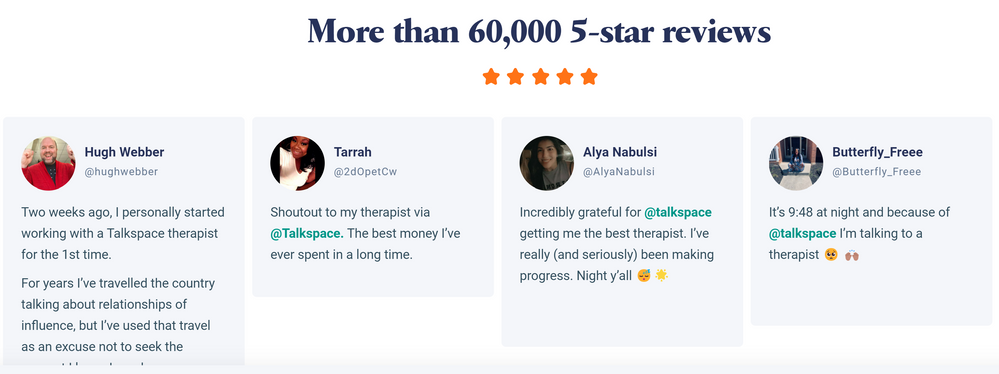 More than 60,000 5-star reviews
Hugh Webber
@hughwebber
Two weeks ago, I personally started
working with a Talkspace therapist
for the 1st time.
For years I’ve travelled the country
talking about relationships of
influence, but I’ve used that travel
as an excuse not to seek the
Tarrah
@2dOpetCw
Shoutout to my therapist via
@Talkspace. The best money I’ve
ever spent in a long time.
Alya Nabulsi
@AlyaNabulsi
Incredibly grateful for @talkspace
getting me the best therapist. I’ve
really (and seriously) been making
progress. Night y’all 😴 🌟
Butterfly_Freee
@Butterfly_Freee
It’s 9:48 at night and because of
@talkspace I’m talking to a
therapist 🥺 🙌🏽